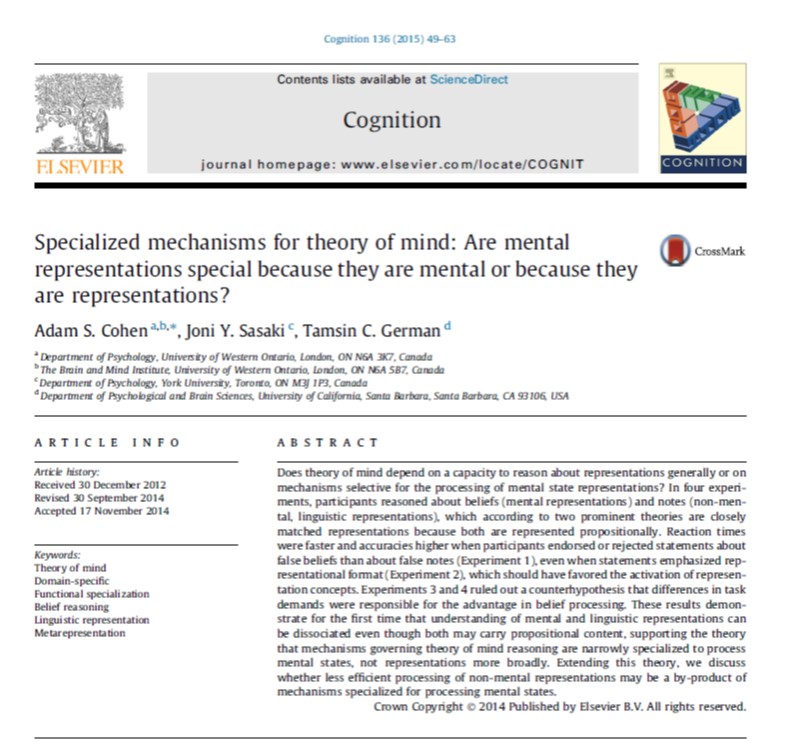 Cognition 136 (2015) 49–63
Contents lists available at ScienceDirect
Cognition
journal homepage: www.elsevier.com/locate/COGNIT
ELSEVIER
COGNITION
Specialized mechanisms for theory of mind: Are mental
representations special because they are mental or because they
are representations?
CrossMark
Adam S. Cohen a,b,*, Joni Y. Sasaki c, Tamsin C. German d
a Department of Psychology, University of Western Ontario, London, ON N6A 3K7, Canada
b The Brain and Mind Institute, University of Western Ontario, London, ON N6A 5B7, Canada
c Department of Psychology, York University, Toronto, ON M3J 1P3, Canada
d Department of Psychological and Brain Sciences, University of California, Santa Barbara, Santa Barbara, CA 93106, USA
ARTICLE INFO
Article history:
Received 30 December 2012
Revised 30 September 2014
Accepted 17 November 2014
Keywords:
Theory of mind
Domain-specific
Functional specialization
Belief reasoning
Linguistic representation
Metarepresentation
ABSTRACT
Does theory of mind depend on a capacity to reason about representations generally or on
mechanisms selective for the processing of mental state representations? In four experi-
ments, participants reasoned about beliefs (mental representations) and notes (non-men-
tal, linguistic representations), which according to two prominent theories are closely
matched representations because both are represented propositionally. Reaction times
were faster and accuracies higher when participants endorsed or rejected statements about
false beliefs than about false notes (Experiment 1), even when statements emphasized rep-
resentational format (Experiment 2), which should have favored the activation of represen-
tation concepts. Experiments 3 and 4 ruled out a counterhypothesis that differences in task
demands were responsible for the advantage in belief processing. These results demon-
strate for the first time that understanding of mental and linguistic representations can
be dissociated even though both may carry propositional content, supporting the theory
that mechanisms governing theory of mind reasoning are narrowly specialized to process
mental states, not representations more broadly. Extending this theory, we discuss
whether less efficient processing of non-mental representations may be a by-product of
mechanisms specialized for processing mental states.
Crown Copyright © 2014 Published by Elsevier B.V. All rights reserved.